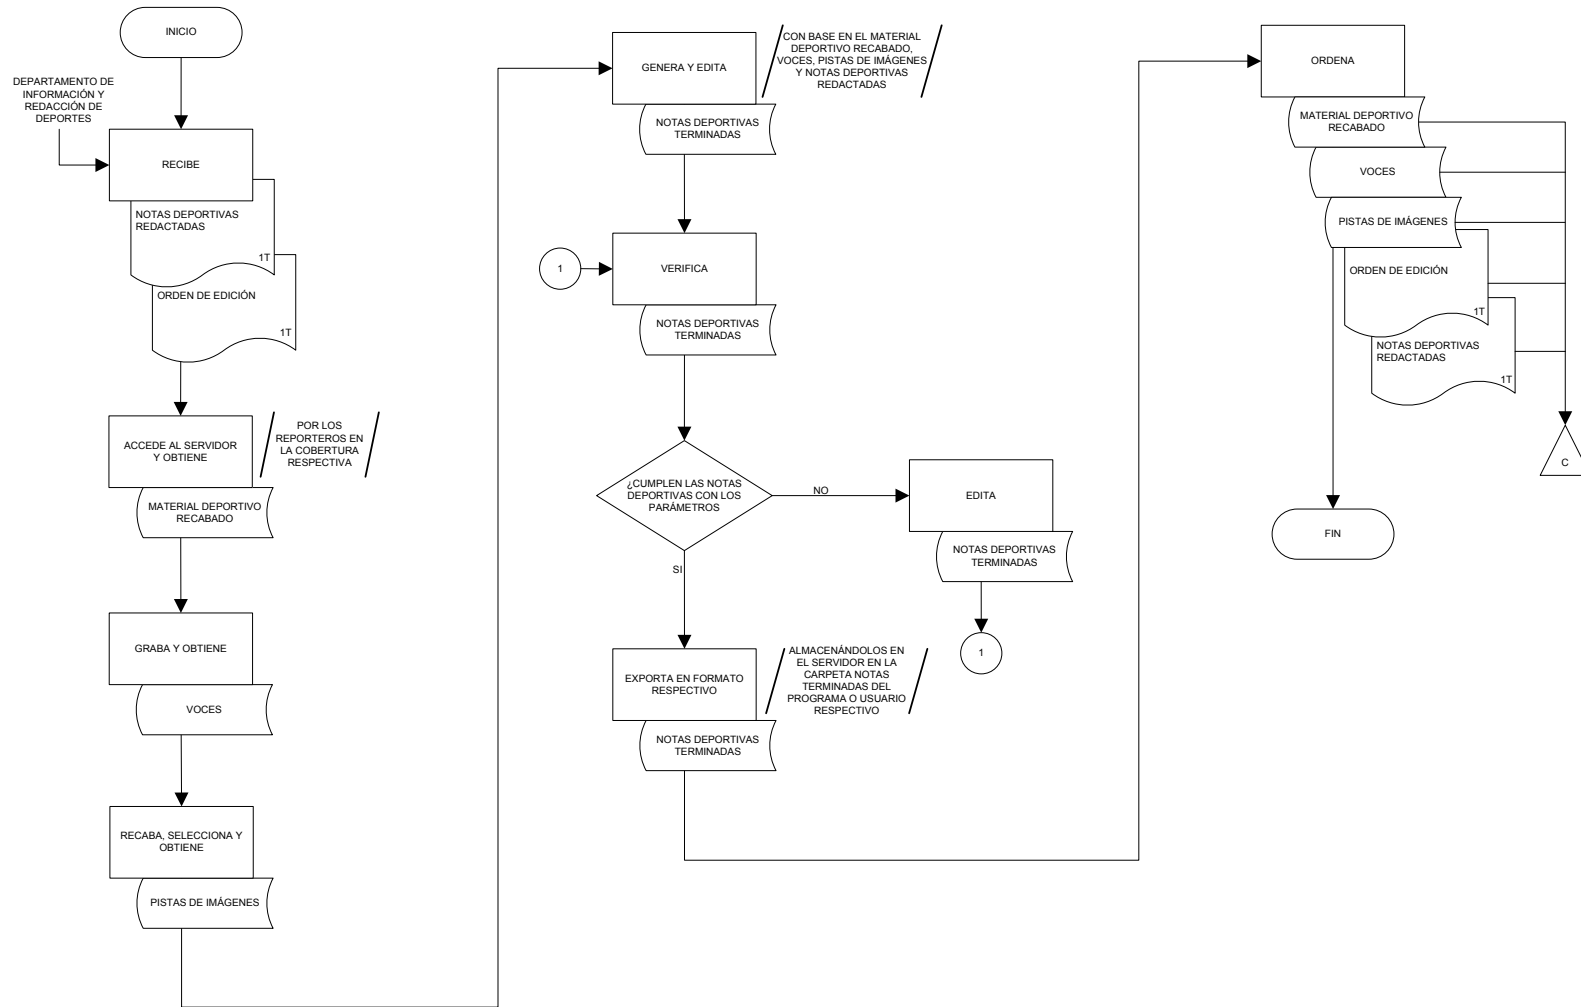 INICIO
DEPARTAMENTO DE
INFORMACIÓN Y
REDACCIÓN DE
DEPORTES
RECIBE
NOTAS DEPORTIVAS
REDACTADAS
1T
ORDEN DE EDICIÓN
1T
ACCEDE AL SERVIDOR
Y OBTIENE
POR LOS
REPORTEROS EN
LA COBERTURA
RESPECTIVA
MATERIAL DEPORTIVO
RECABADO
GRABA Y OBTIENE
VOCES
RECABA, SELECCIONA Y
OBTIENE
PISTAS DE IMÁGENES
GENERA Y EDITA
CON BASE EN EL MATERIAL
DEPORTIVO RECABADO,
VOCES, PISTAS DE IMÁGENES
Y NOTAS DEPORTIVAS
REDACTADAS
NOTAS DEPORTIVAS
TERMINADAS
1
VERIFICA
NOTAS DEPORTIVAS
TERMINADAS
¿CUMPLEN LAS NOTAS
DEPORTIVAS CON LOS
PARÁMETROS
NO
EDITA
NOTAS DEPORTIVAS
TERMINADAS
1
SI
EXPORTA EN FORMATO
RESPECTIVO
ALMACENÁNDOLOS EN
EL SERVIDOR EN LA
CARPETA NOTAS
TERMINADAS DEL
PROGRAMA O USUARIO
RESPECTIVO
NOTAS DEPORTIVAS
TERMINADAS
ORDENA
MATERIAL DEPORTIVO
RECABADO
VOCES
PISTAS DE IMÁGENES
ORDEN DE EDICIÓN
1T
NOTAS DEPORTIVAS
REDACTADAS
1T
C
FIN